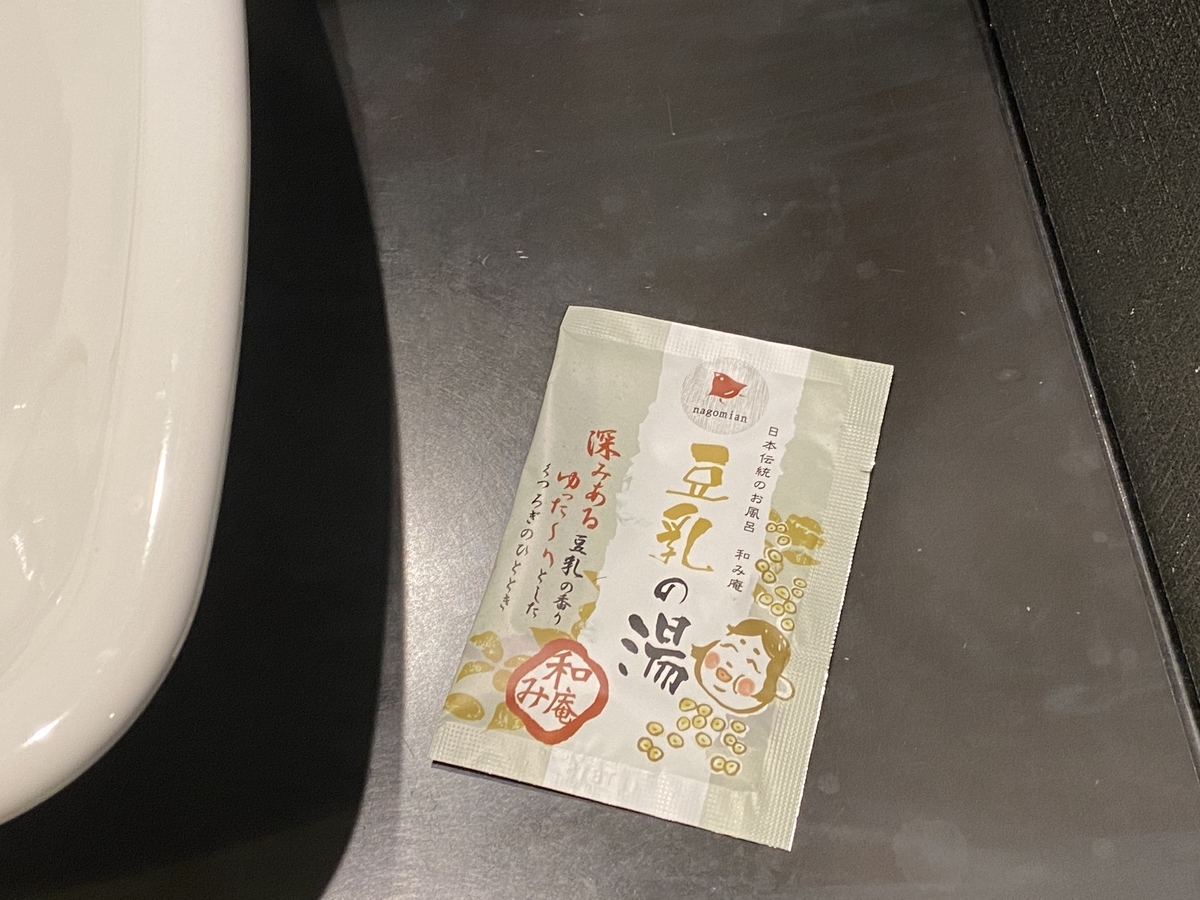 nagomian
日本伝統のお風呂 和み庵
豆乳の湯
深みある
豆乳の香り
ゆった〜りとした
くつろぎのひととき
和み庵